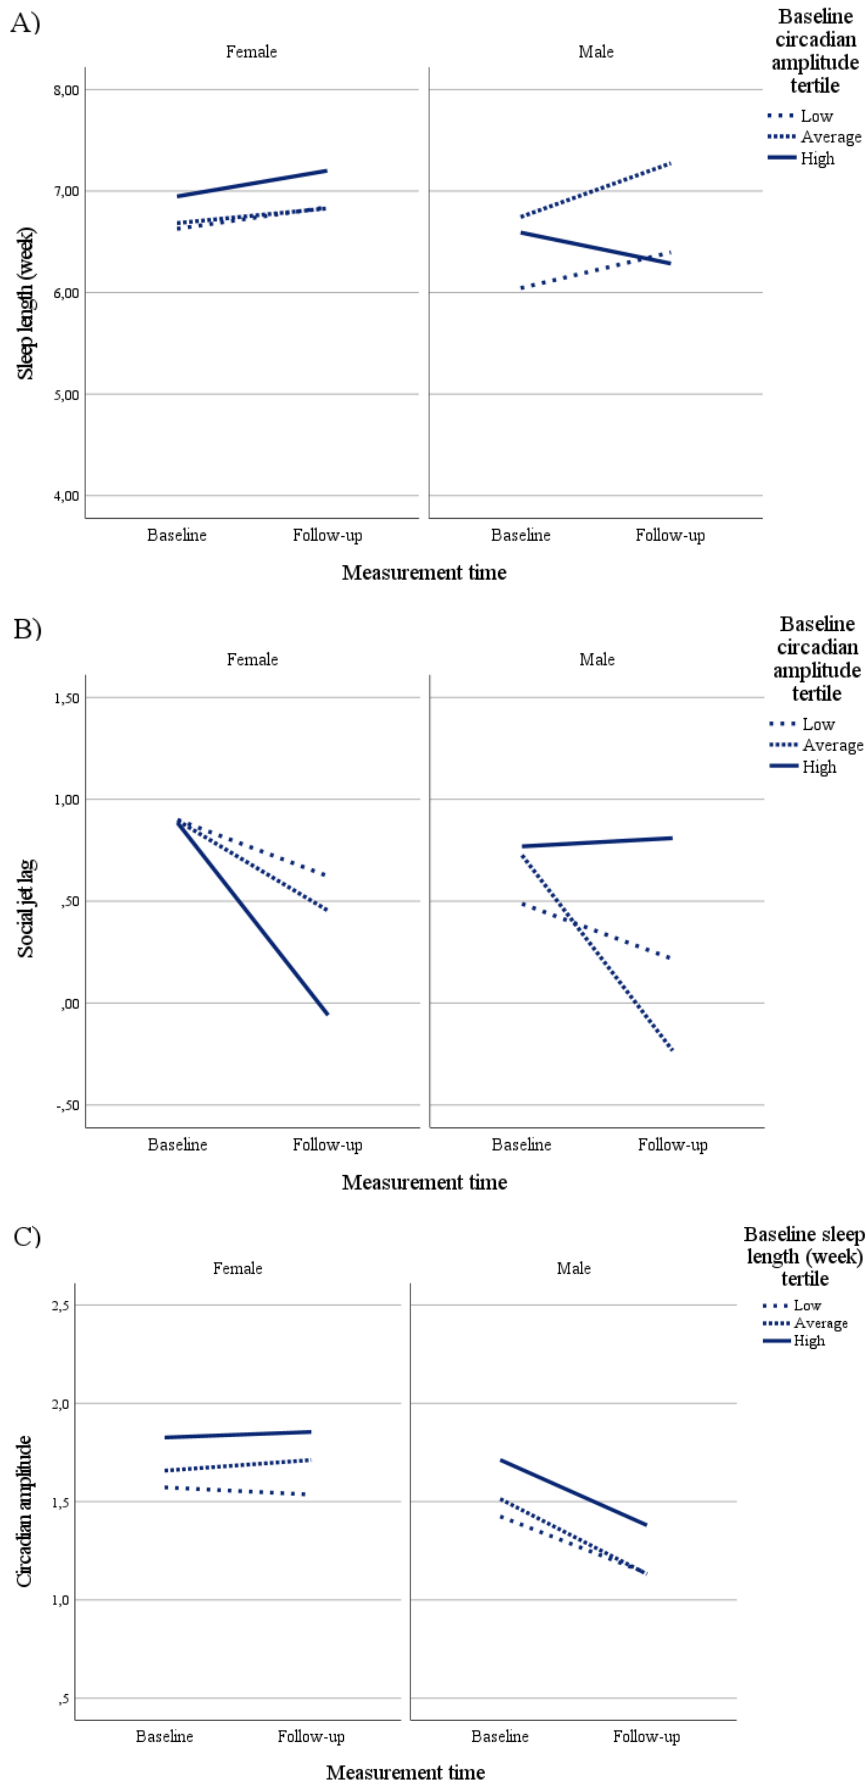 A)
Baseline
circadian
amplitude
tertile
Female
Male
Low
Average
High
8,00
7,00
6,00
5,00
4,00
Sleep length (week)
Baseline
Follow-up
Baseline
Follow-up
Measurement time
B)
Baseline
circadian
amplitude
tertile
Female
Male
Low
Average
High
1,50
1,00
,50
,00
-,50
Social jet lag
Baseline
Follow-up
Baseline
Follow-up
Measurement time
C)
Baseline sleep
length (week)
tertile
Female
Male
Low
Average
High
2,5
2,0
1,5
1,0
,5
Circadian amplitude
Baseline
Follow-up
Baseline
Follow-up
Measurement time